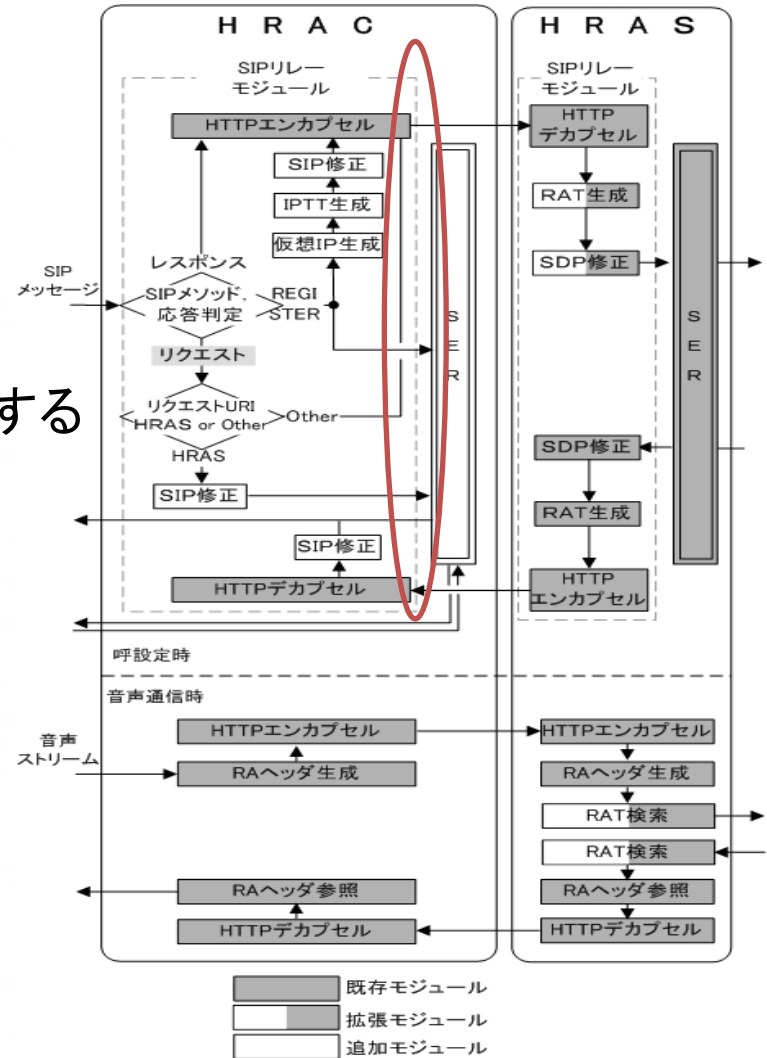 HRAC
HRAS
SIPリレー
モジュール
SIPリレー
モジュール
HTTPエンカプセル
HTTP
デカプセル
SIP修正
IPTT生成
RAT生成
仮想IP生成
SDP修正
レスポンス
SIP
メッセージ
SIPメソッド,
応答判定
REGI
STER
SER
SER
リクエスト
する
リクエストURI
HRAS or Other
Other
HRAS
SDP修正
SIP修正
RAT生成
SIP修正
HTTPデカプセル
HTTP
エンカプセル
呼設定時
音声通信時
音声
ストリーム
HTTPエンカプセル
HTTPエンカプセル
RAヘッダ生成
RAヘッダ生成
RAT検索
RAT検索
RAヘッダ参照
RAヘッダ参照
HTTPデカプセル
HTTPデカプセル
既存モジュール
拡張モジュール
追加モジュール